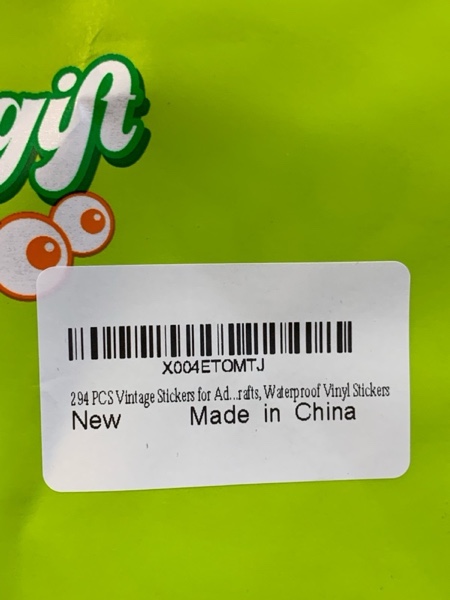 gift
X004ETOMTJ
294 PCS Vintage Stickers for Ad...rafts, Waterproof Vinyl Stickers
New Made in China